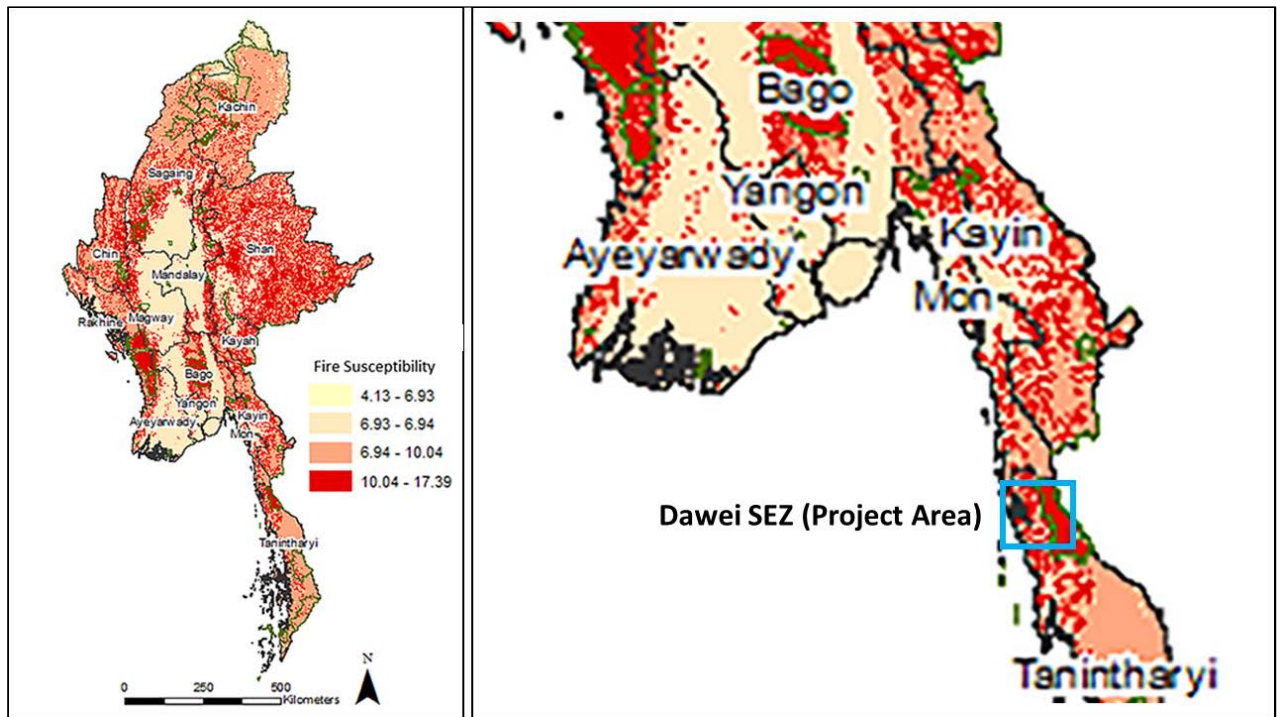 Kachin
Sagaing
Chin
Shan
Mandalay
Rakhine
Magway
Kayah
Bago
Yangon
Ayeyarwady
Kayin
Mon
Tanintharyi
Fire Susceptibility
4.13 - 6.93
6.93 - 6.94
6.94 - 10.04
10.04 - 17.39
N
0 250 500
Kilometers
Bago
Yangon
Ayeyarwady
Kayin
Mon
Dawei SEZ (Project Area)
Tanintharyi